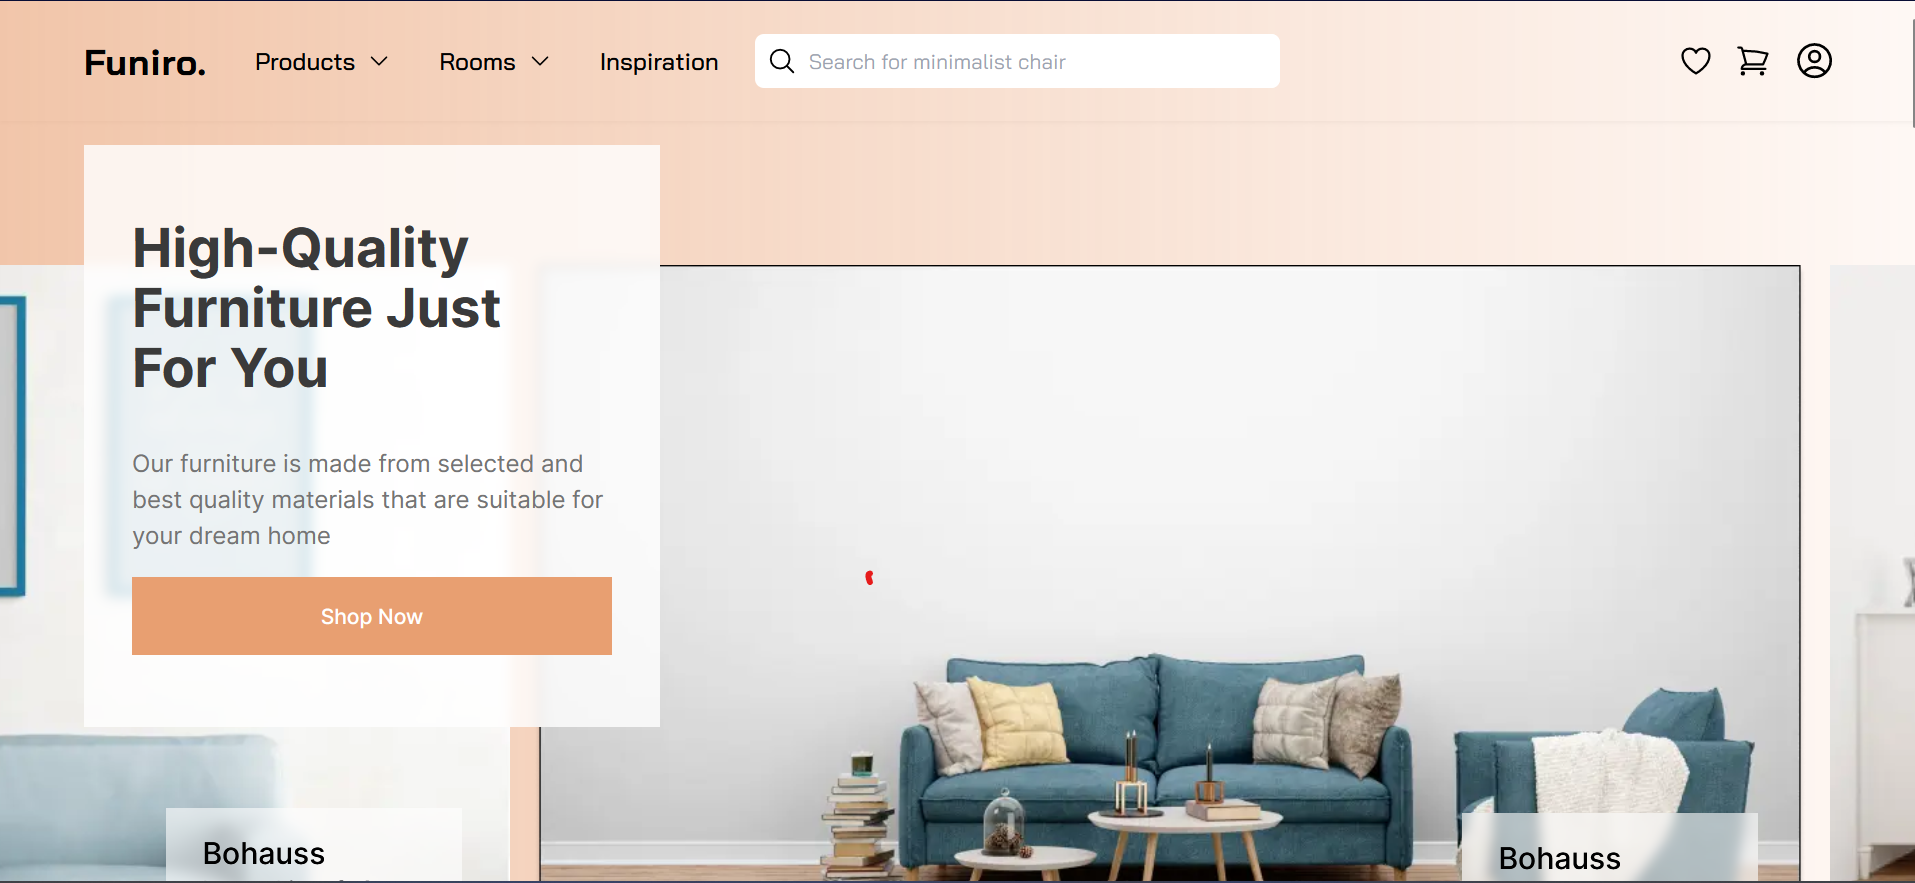 Funiro.
Products
Rooms
Inspiration
Search for minimalist chair
High-Quality
Furniture Just
For You
Our furniture is made from selected and
best quality materials that are suitable for
your dream home
Shop Now
Bohauss
Bohauss